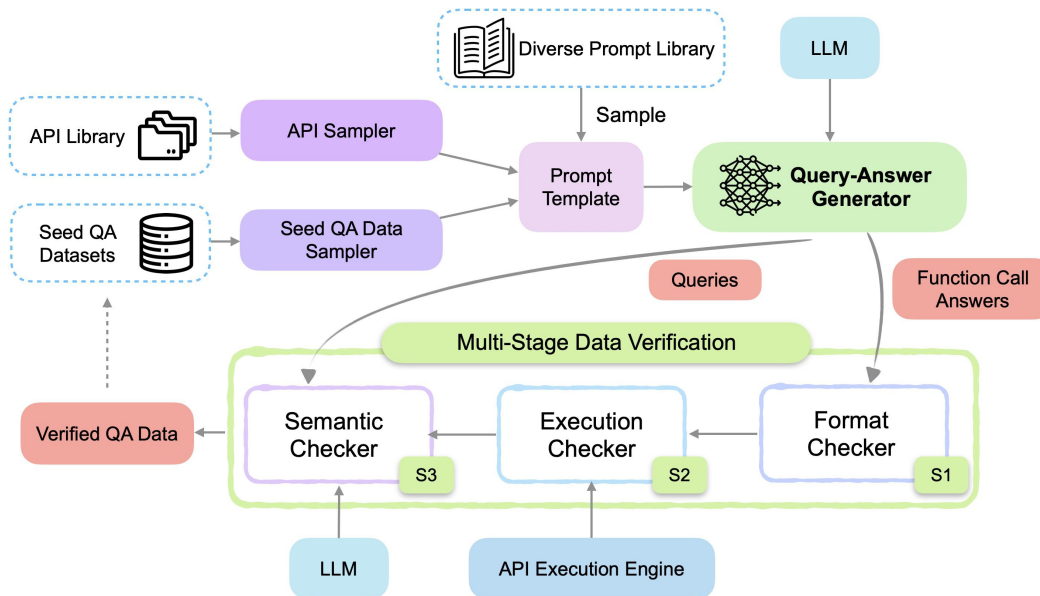 Diverse Prompt Library
LLM
API Library
API Sampler
Sample
Prompt
Template
Query-Answer
Generator
Seed QA
Datasets
Seed QA Data
Sampler
Queries
Function Call
Answers
Multi-Stage Data Verification
Verified QA Data
Semantic
Checker
S3
Execution
Checker
S2
Format
Checker
S1
LLM
API Execution Engine